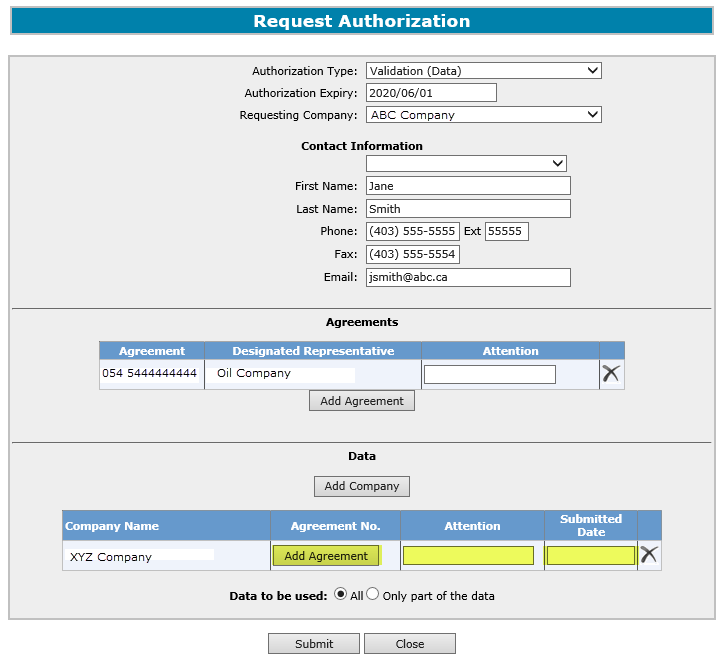 Request Authorization
Authorization Type: Validation (Data)
Authorization Expiry: 2020/06/01
Requesting Company: ABC Company
Contact Information
First Name: Jane
Last Name: Smith
Phone: (403) 555-5555 Ext 55555
Fax: (403) 555-5554
Email: jsmith@abc.ca
Agreements
Agreement Designated Representative Attention
054 5444444444 Oil Company
Add Agreement
Data
Add Company
Company Name Agreement No. Attention Submitted
Date
XYZ Company Add Agreement
Data to be used: All Only part of the data
Submit Close